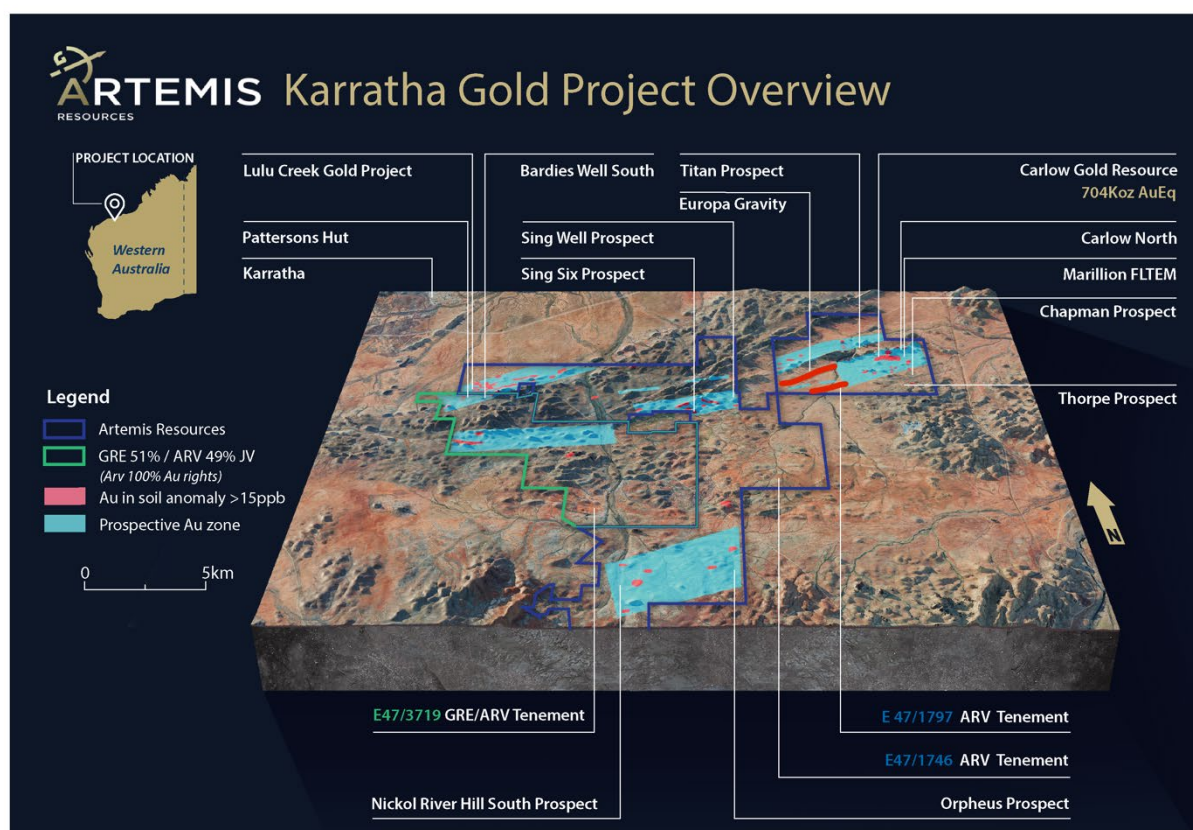 ARTEMIS
RESOURCES
Karratha Gold Project Overview
PROJECT LOCATION
Western
Australia
Lulu Creek Gold Project
Pattersons Hut
Karratha
Bardies Well South
Sing Well Prospect
Sing Six Prospect
Titan Prospect
Europa Gravity
Carlow Gold Resource
704Koz AuEq
Carlow North
Marillion FLTEM
Chapman Prospect
Thorpe Prospect
Legend
Artemis Resources
GRE 51% / ARV 49% JV
(Arv 100% Au rights)
Au in soil anomaly >15ppb
Prospective Au zone
0 5km
N
E47/3719 GRE/ARV Tenement
E 47/1797 ARV Tenement
E47/1746 ARV Tenement
Nickol River Hill South Prospect
Orpheus Prospect